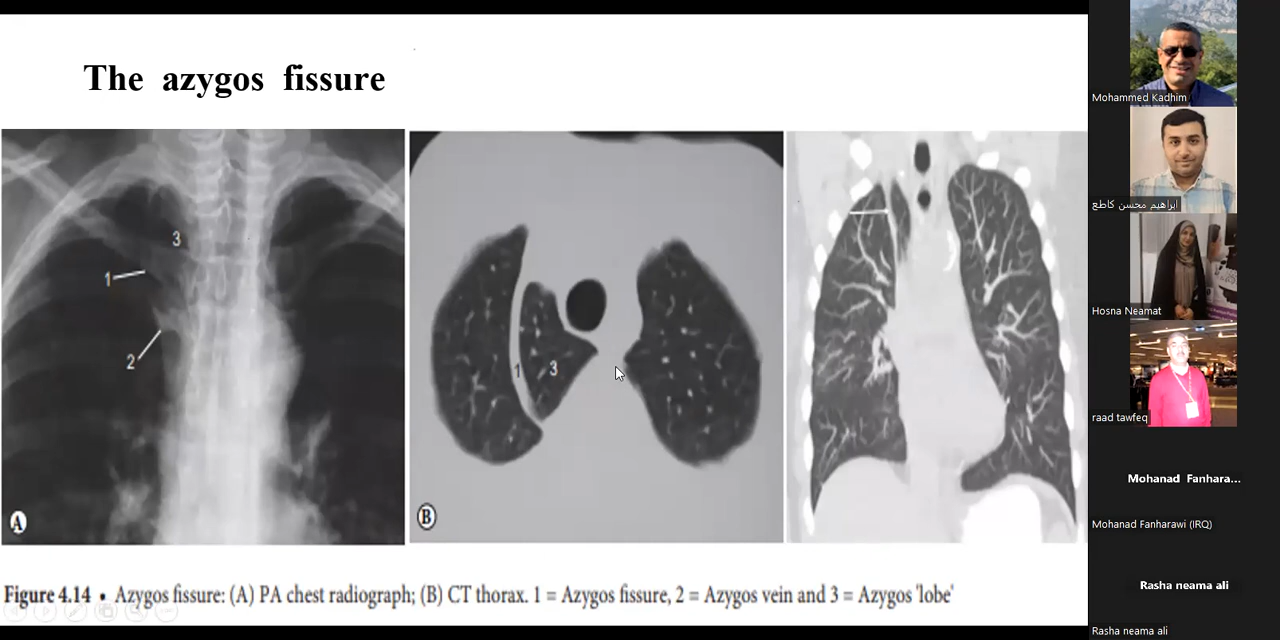 The azygos fissure
3
1
2
A
1
3
B
Figure 4.14 • Azygos fissure: (A) PA chest radiograph; (B) CT thorax. 1 = Azygos fissure, 2 = Azygos vein and 3 = Azygos 'lobe'
Mohammed Kadhim
ابراهيم محسن كاطع
Hosna Neamat
raad tawfeq
Mohanad Fanhara...
Mohanad Fanharawi (IRQ)
Rasha neama ali
Rasha neama ali